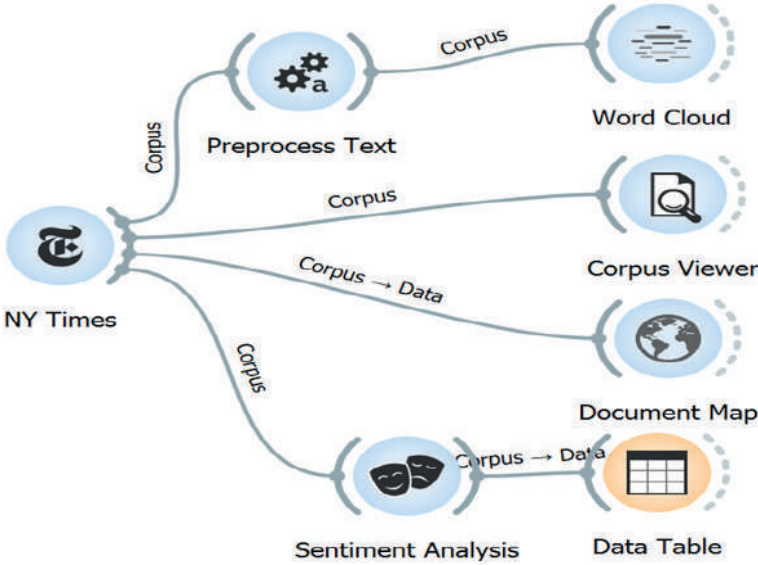 Corpus
Word Cloud
a
Preprocess Text
Corpus
Corpus
Corpus Viewer
T
NY Times
Corpus → Data
Document Map
Corpus
Corpus → Data
Sentiment Analysis
Data Table